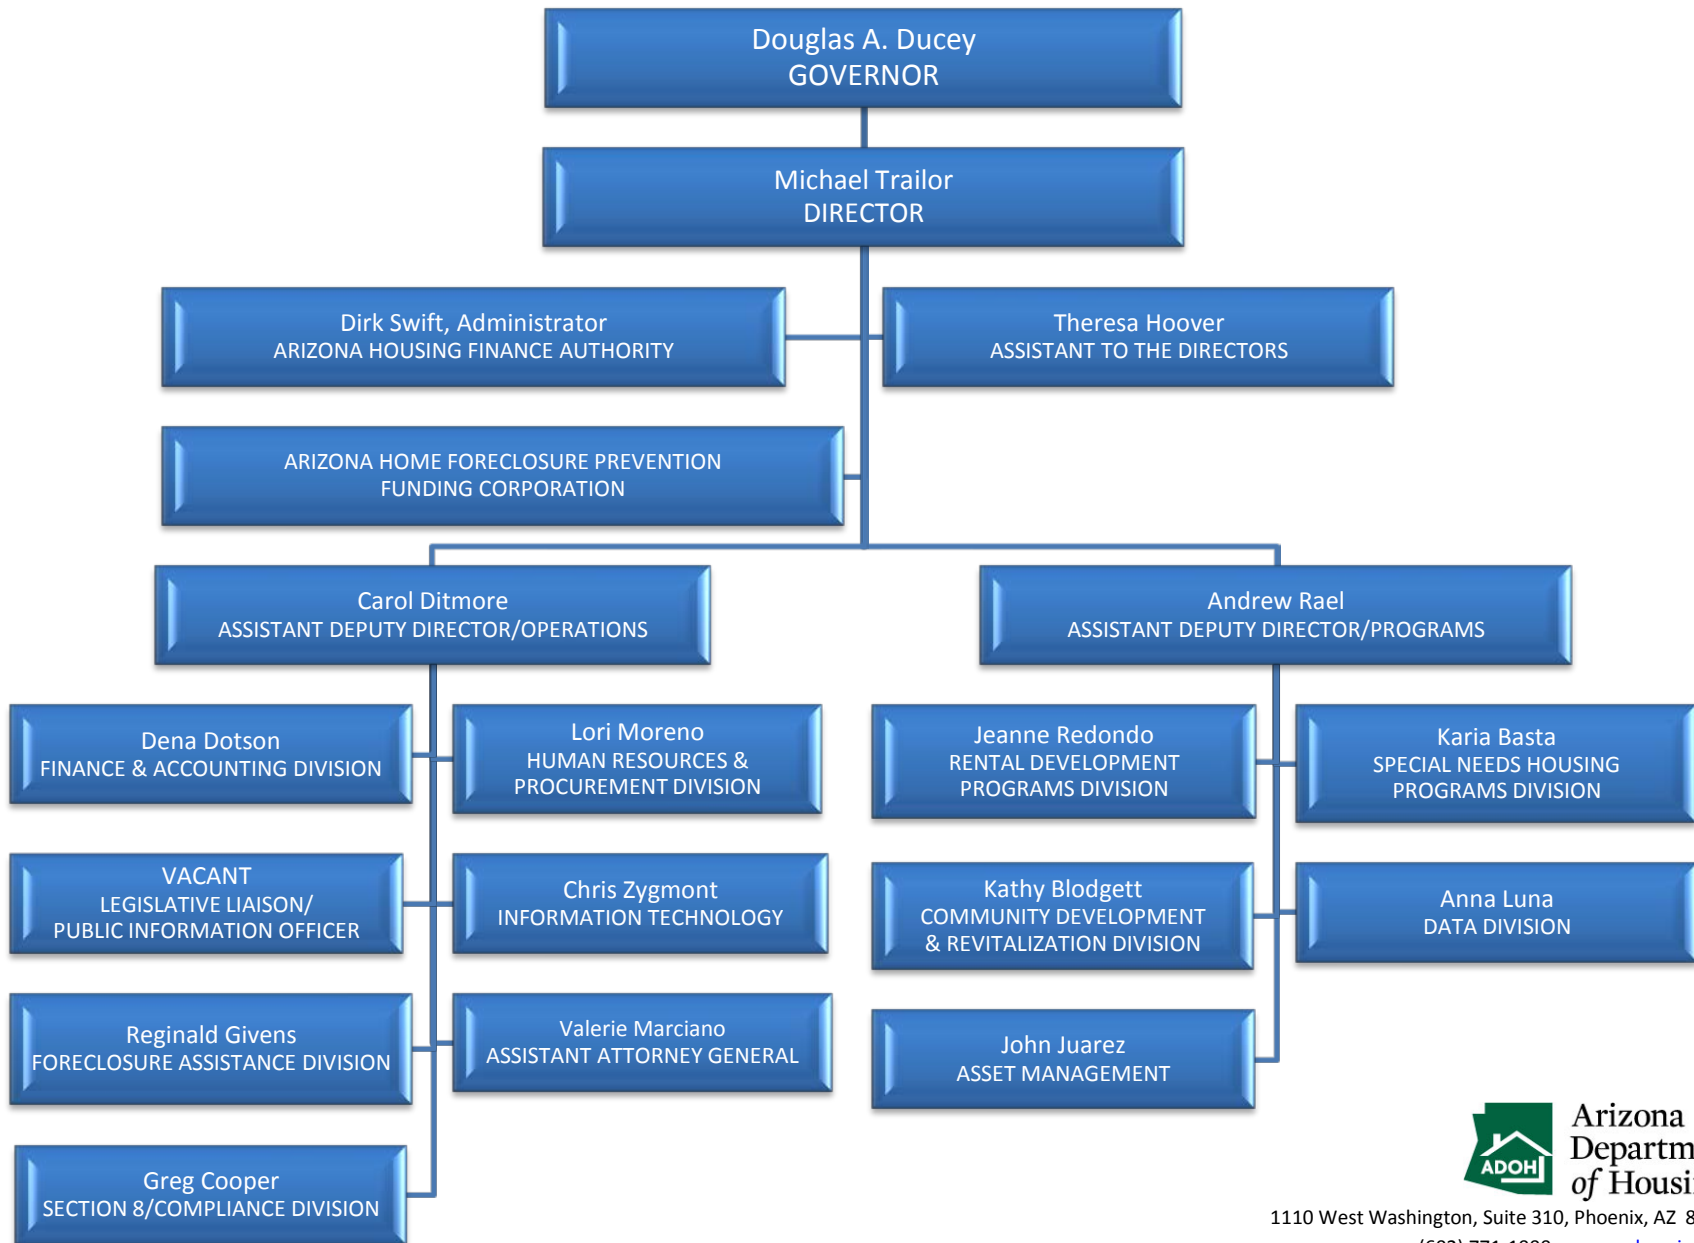 Douglas A. Ducey
GOVERNOR
Michael Trailor
DIRECTOR
Dirk Swift, Administrator
ARIZONA HOUSING FINANCE AUTHORITY
Theresa Hoover
ASSISTANT TO THE DIRECTORS
ARIZONA HOME FORECLOSURE PREVENTION
FUNDING CORPORATION
Carol Ditmore
ASSISTANT DEPUTY DIRECTOR/OPERATIONS
Andrew Rael
ASSISTANT DEPUTY DIRECTOR/PROGRAMS
Dena Dotson
FINANCE & ACCOUNTING DIVISION
Lori Moreno
HUMAN RESOURCES &
PROCUREMENT DIVISION
Jeanne Redondo
RENTAL DEVELOPMENT
PROGRAMS DIVISION
Karia Basta
SPECIAL NEEDS HOUSING
PROGRAMS DIVISION
VACANT
LEGISLATIVE LIAISON/
PUBLIC INFORMATION OFFICER
Chris Zygmont
INFORMATION TECHNOLOGY
Kathy Blodgett
COMMUNITY DEVELOPMENT
& REVITALIZATION DIVISION
Anna Luna
DATA DIVISION
Reginald Givens
FORECLOSURE ASSISTANCE DIVISION
Valerie Marciano
ASSISTANT ATTORNEY GENERAL
John Juarez
ASSET MANAGEMENT
Greg Cooper
SECTION 8/COMPLIANCE DIVISION
ADOH
Arizona
Departm
of Housi
1110 West Washington, Suite 310, Phoenix, AZ 8